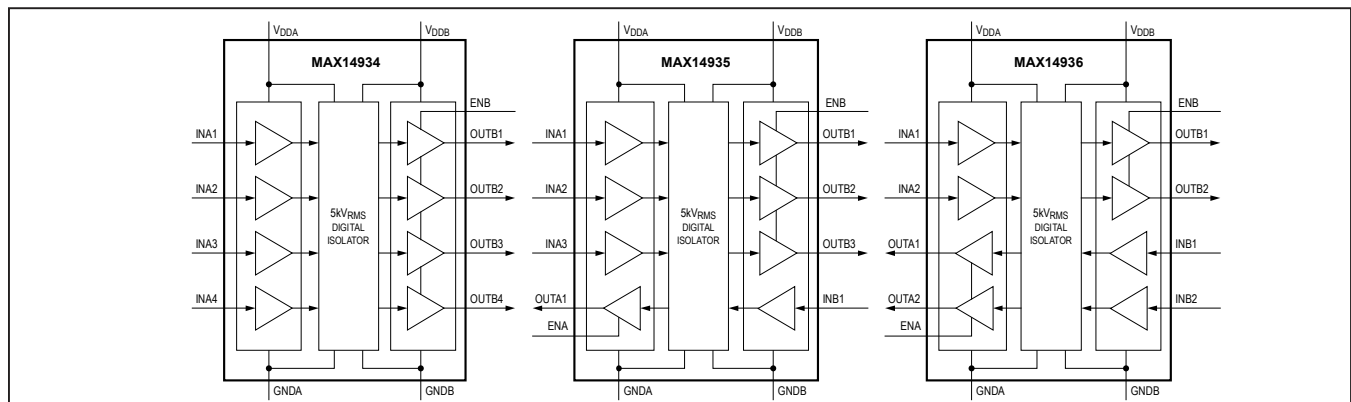 VDDA
VDDB
MAX14934
ENB
INA1
OUTB1
INA2
OUTB2
5kVRMS
DIGITAL
ISOLATOR
INA3
OUTB3
INA4
OUTB4
GNDA
GNDB
VDDA
VDDB
MAX14935
ENB
INA1
OUTB1
INA2
OUTB2
5kVRMS
DIGITAL
ISOLATOR
INA3
OUTB3
OUTA1
INB1
ENA
GNDA
GNDB
VDDA
VDDB
MAX14936
ENB
INA1
OUTB1
INA2
OUTB2
5kVRMS
DIGITAL
ISOLATOR
OUTA1
INB1
OUTA2
INB2
ENA
GNDA
GNDB